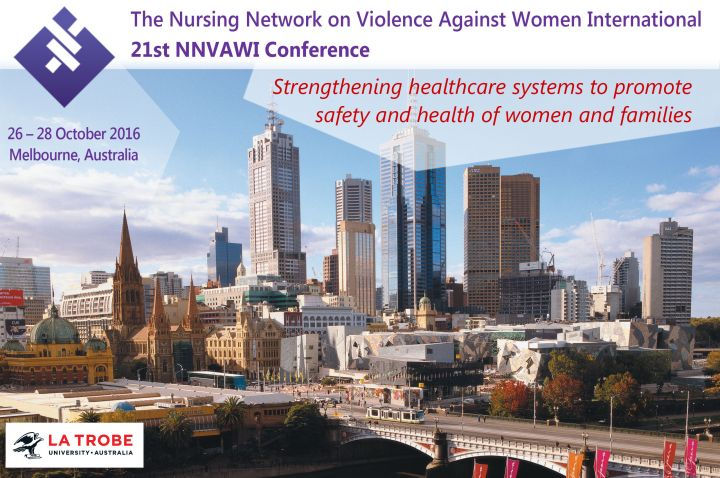 The Nursing Network on Violence Against Women International
21st NNVAWI Conference
Strengthening healthcare systems to promote
safety and health of women and families
26 – 28 October 2016
Melbourne, Australia
LA TROBE
UNIVERSITY • AUSTRALIA